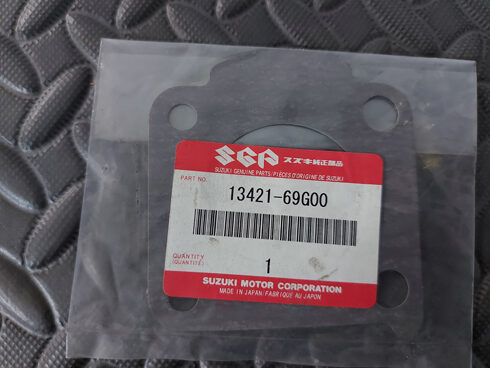 SGP スズキ純正部品
SUZUKI GENUINE PARTS/PIÈCES D'ORIGINE DE SUZUKI
PART NO.
13421-69G00
QUANTITY
(QUANTITÉ)
1
SUZUKI MOTOR CORPORATION
MADE IN JAPAN/FABRIQUE AU JAPON